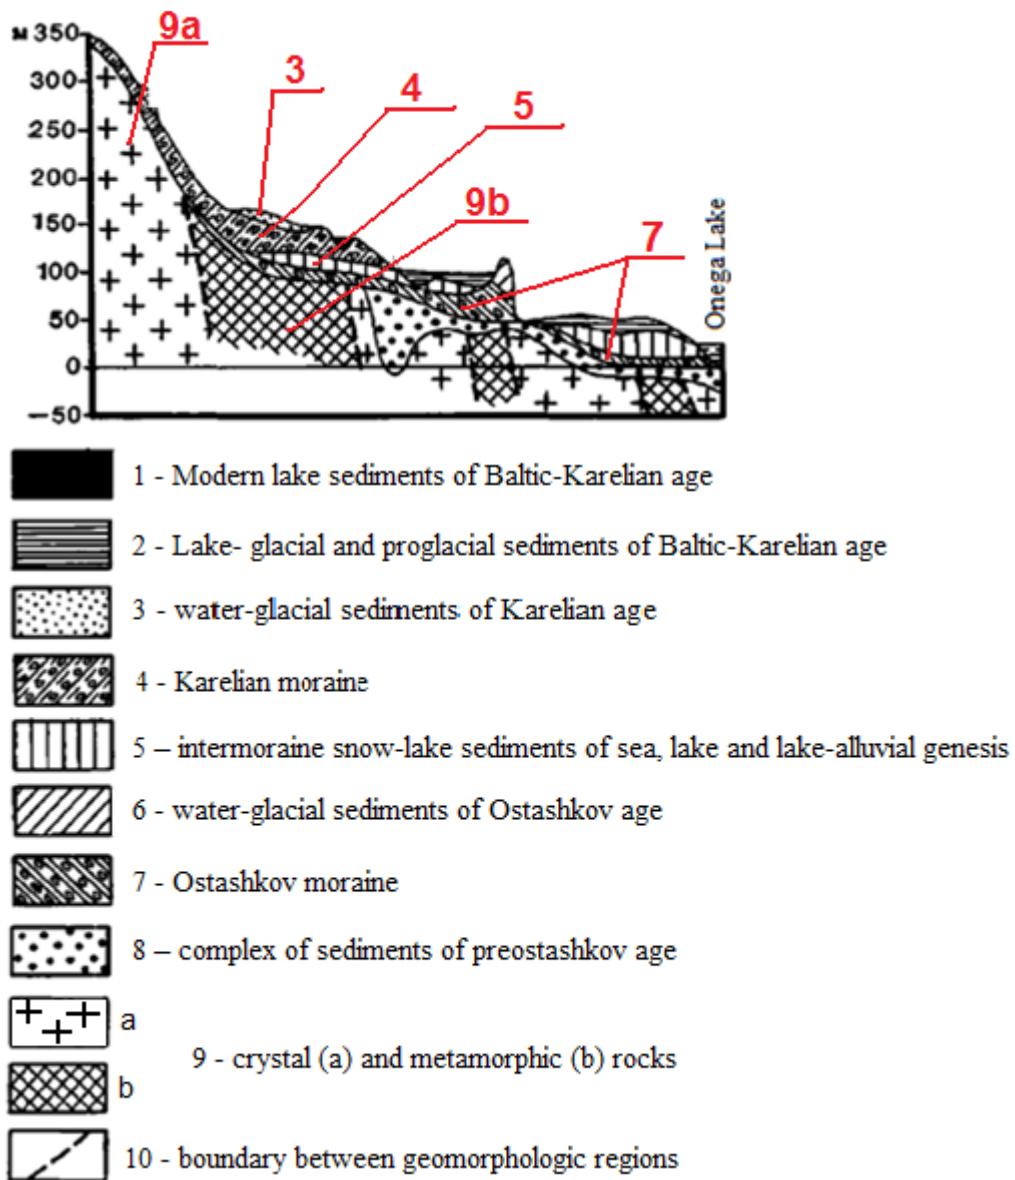 м 350
9a
300
3
4
250
5
200
9b
150
7
100
50
0
−50
Onega Lake
1 - Modern lake sediments of Baltic-Karelian age
2 - Lake- glacial and proglacial sediments of Baltic-Karelian age
3 - water-glacial sediments of Karelian age
4 - Karelian moraine
5 – intermoraine snow-lake sediments of sea, lake and lake-alluvial genesis
6 - water-glacial sediments of Ostashkov age
7 - Ostashkov moraine
8 – complex of sediments of preostashkov age
a
9 - crystal (a) and metamorphic (b) rocks
b
10 - boundary between geomorphologic regions